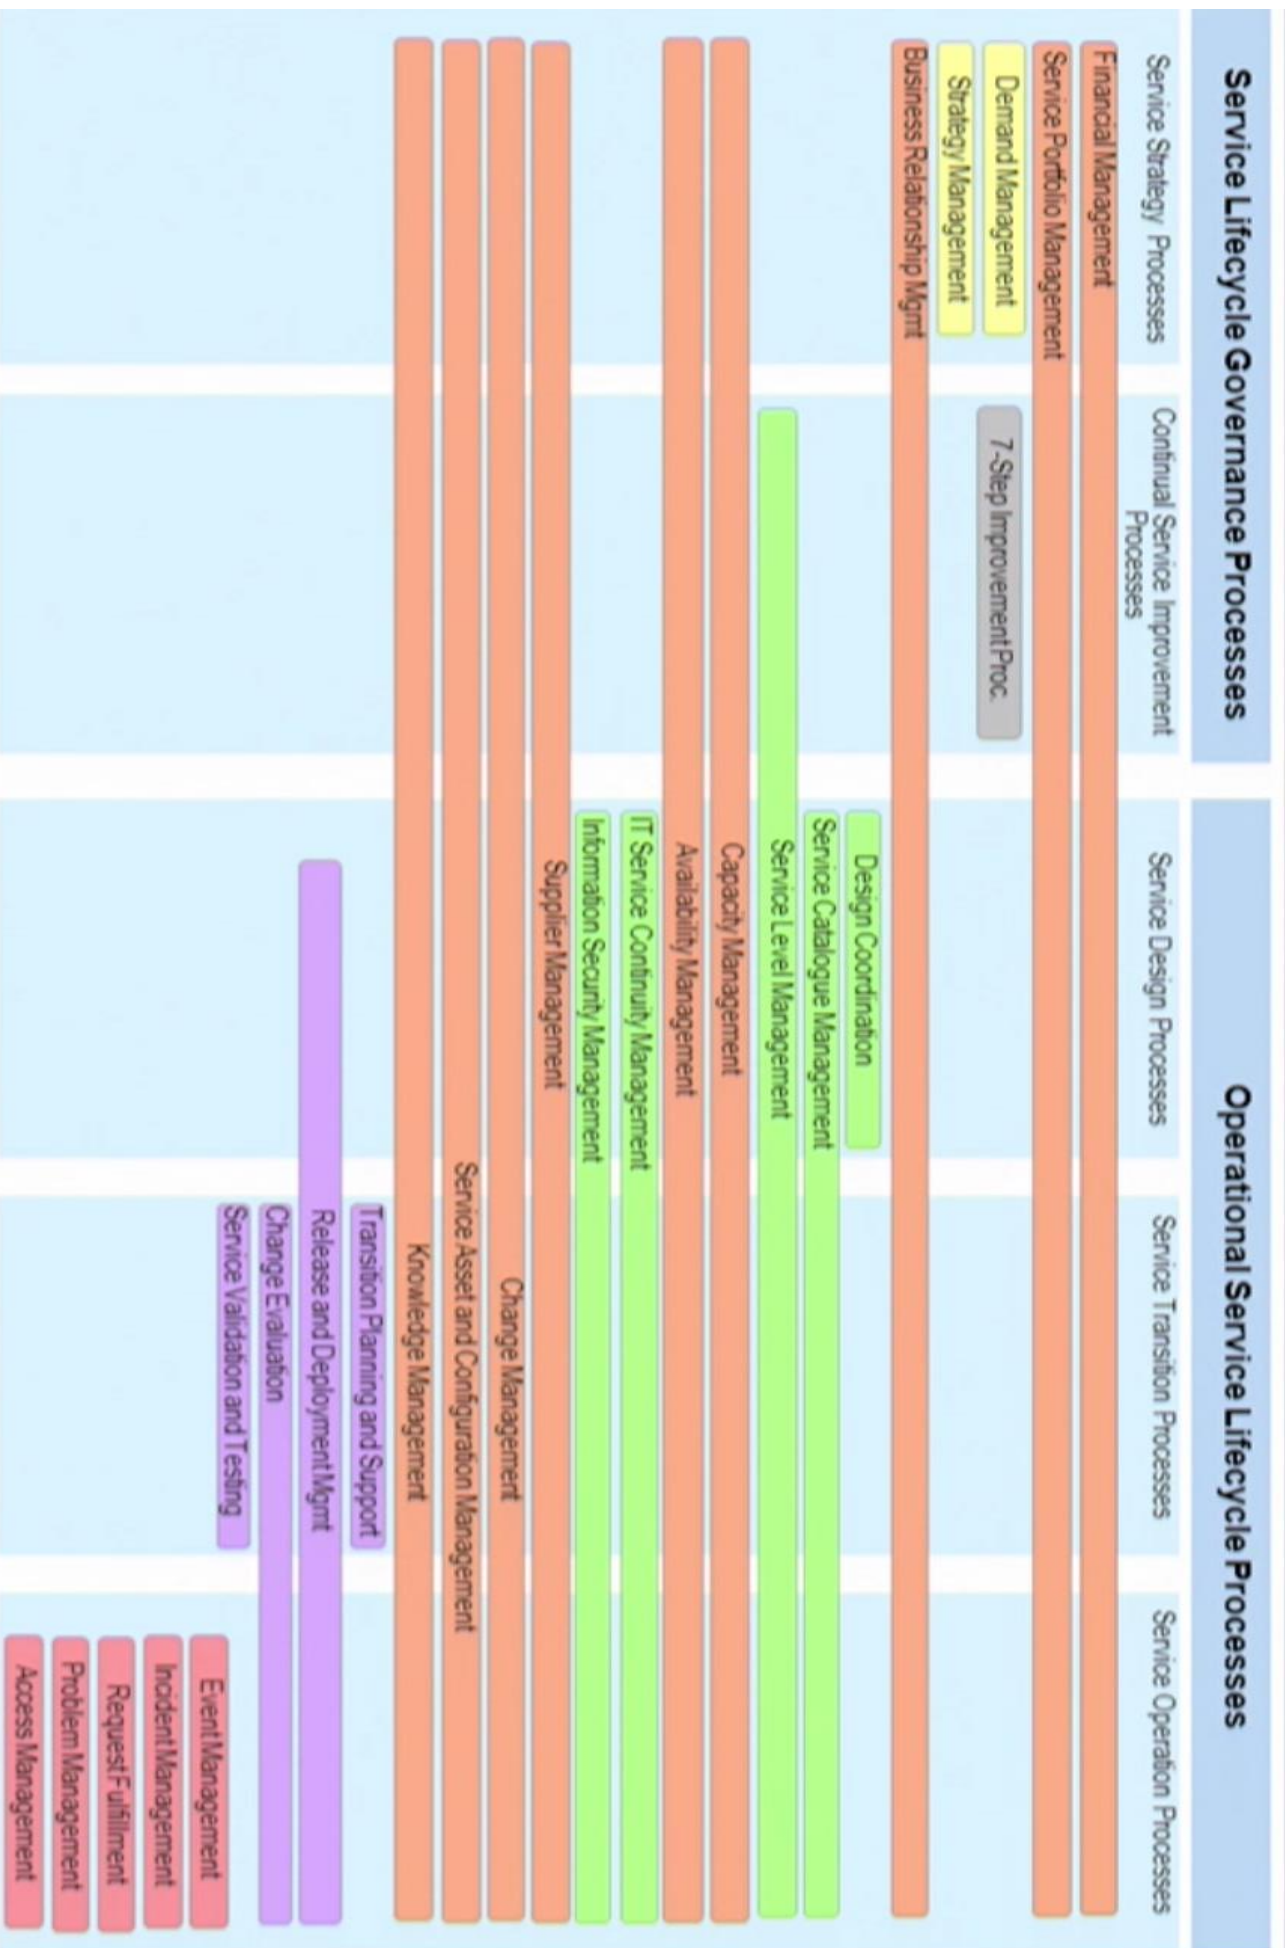 Service Lifecycle Governance Processes
Operational Service Lifecycle Processes
Service Strategy Processes
Continual Service Improvement
Processes
Service Design Processes
Service Transition Processes
Service Operation Processes
Financial Management
Service Portfolio Management
Demand Management
7-Step Improvement Proc.
Strategy Management
Business Relationship Mgmt
Design Coordination
Service Catalogue Management
Service Level Management
Capacity Management
Availability Management
IT Service Continuity Management
Information Security Management
Supplier Management
Change Management
Service Asset and Configuration Management
Knowledge Management
Transition Planning and Support
Release and Deployment Mgmt
Change Evaluation
Service Validation and Testing
Event Management
Incident Management
Request Fulfillment
Problem Management
Access Management